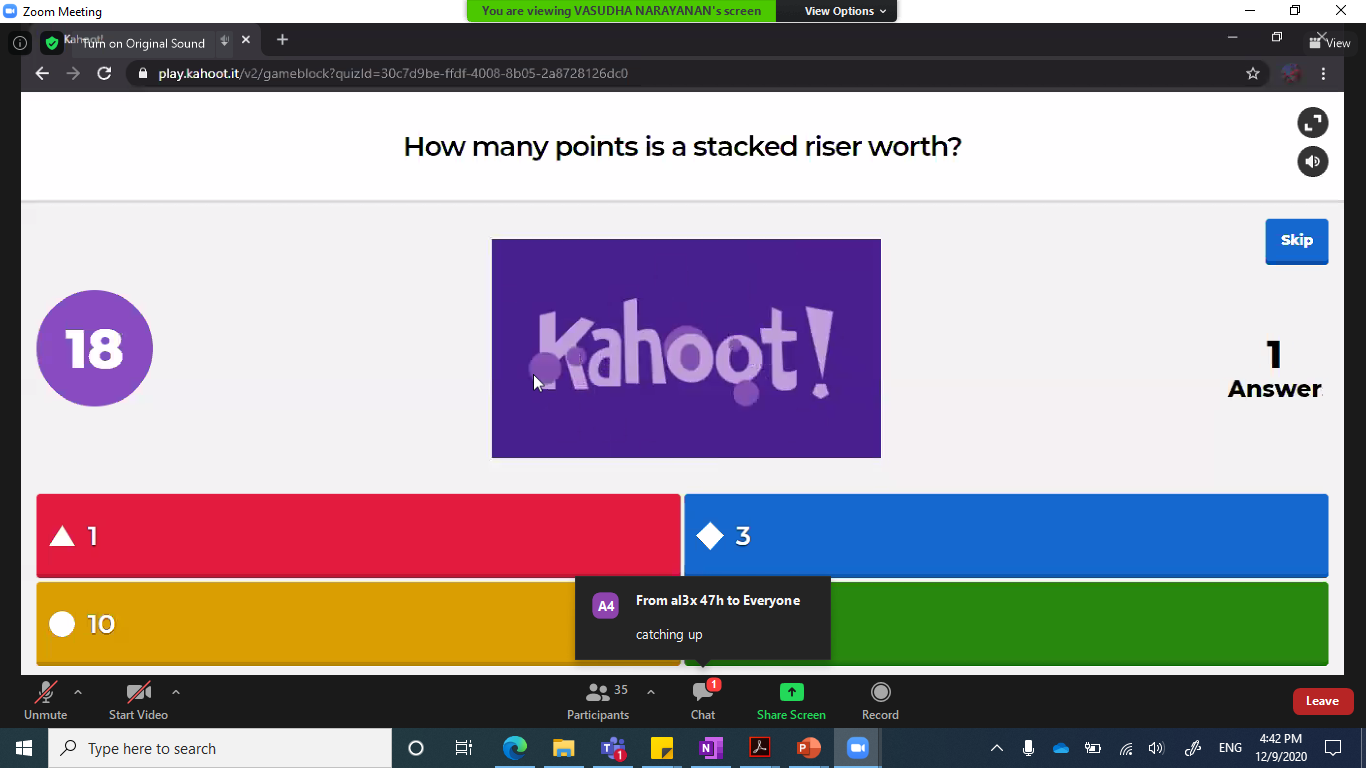 Zoom Meeting
You are viewing VASUDHA NARAYANAN's screen
View Options
Kahoot!
Turn on Original Sound
View
play.kahoot.it/v2/gameblock?quizId=30c7d9be-ffdf-4008-8b05-2a8728126dc0
How many points is a stacked riser worth?
Skip
18
Kahoot!
1
Answer
1
3
10
A4
From al3x 47h to Everyone
catching up
Unmute
Start Video
35
Participants
1
Chat
Share Screen
Record
Leave
Type here to search
1
ENG
4:42 PM
12/9/2020